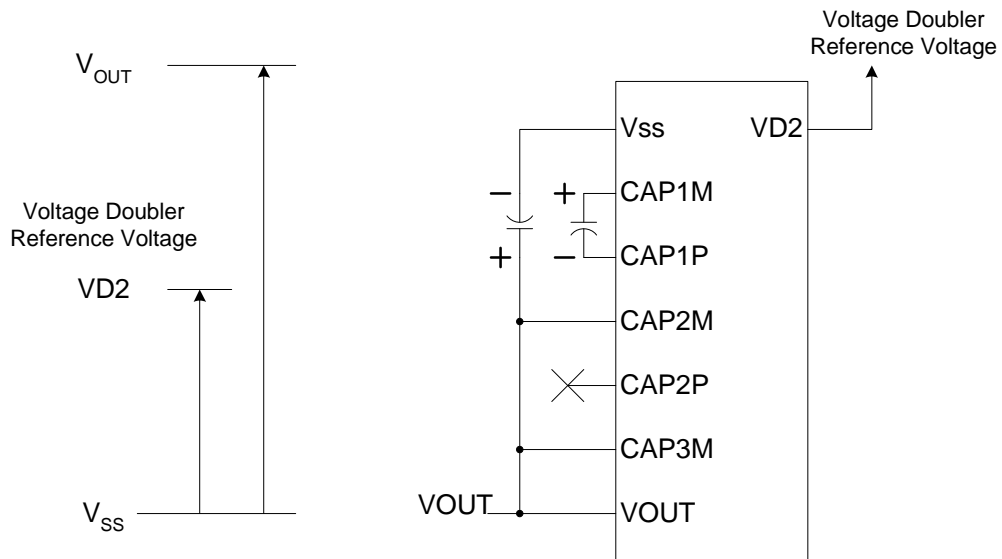 Voltage Doubler
Reference Voltage
VOUT
Vss
VD2
CAP1M
Voltage Doubler
Reference Voltage
CAP1P
VD2
CAP2M
CAP2P
CAP3M
VSS
VOUT
VOUT
− +
+ −